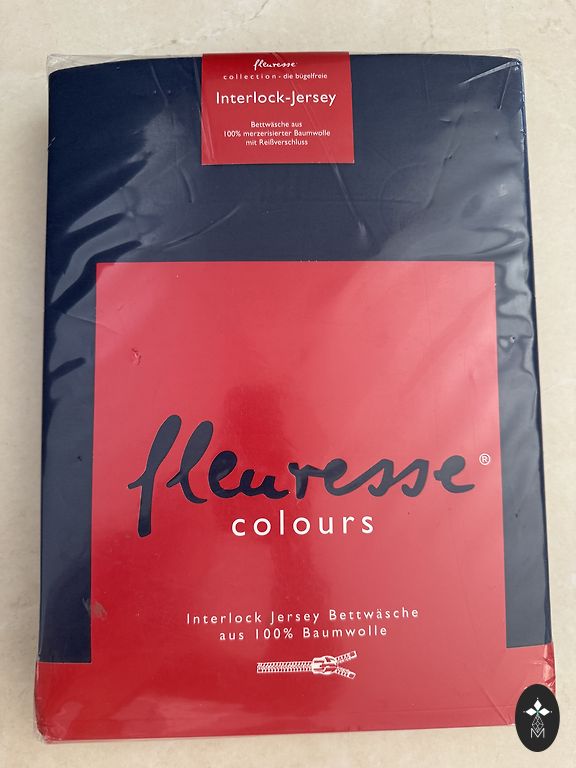 fleuresse
collection - die bügelfreie
Interlock-Jersey
Bettwäsche aus
100% merzerisierter Baumwolle
mit Reißverschluss
fleuresse®
colours
Interlock Jersey Bettwäsche
aus 100% Baumwolle
M